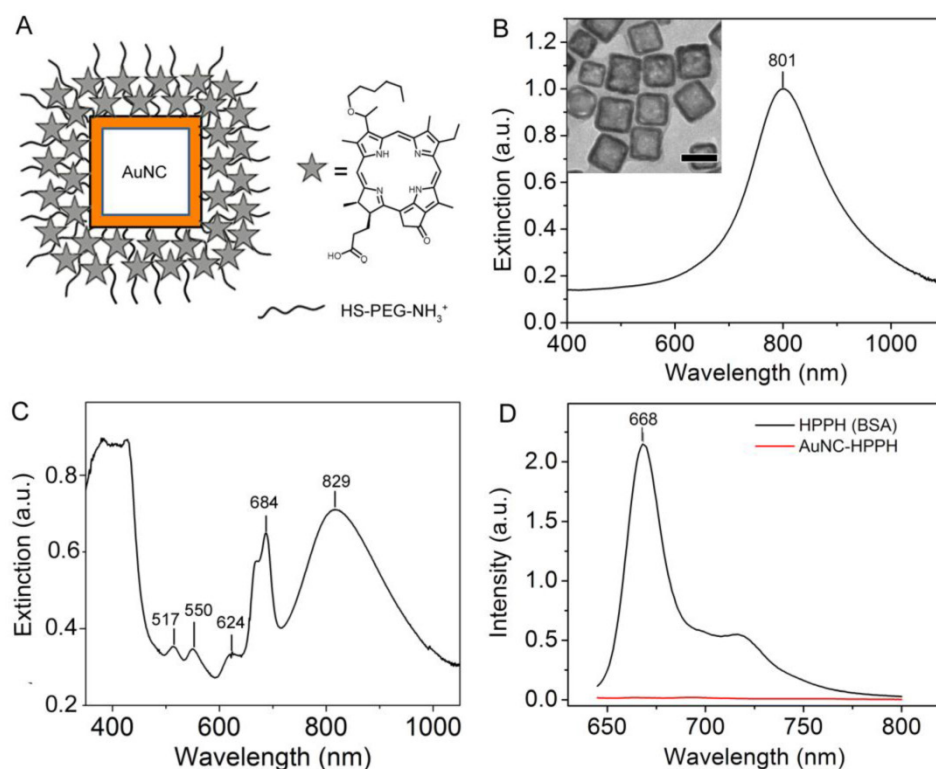 A
AuNC
=
O
NH
N
N
HN
HO
O
O
HS-PEG-NH₃⁺
B
801
1.2
1.0
0.8
0.6
0.4
0.2
0.0
Extinction (a.u.)
400 600 800 1000
Wavelength (nm)
C
0.8
0.6
0.4
0.2
Extinction (a.u.)
517
550
624
684
829
400 600 800 1000
Wavelength (nm)
D
668
HPPH (BSA)
AuNC-HPPH
2.0
1.5
1.0
0.5
0.0
Intensity (a.u.)
650 700 750 800
Wavelength (nm)